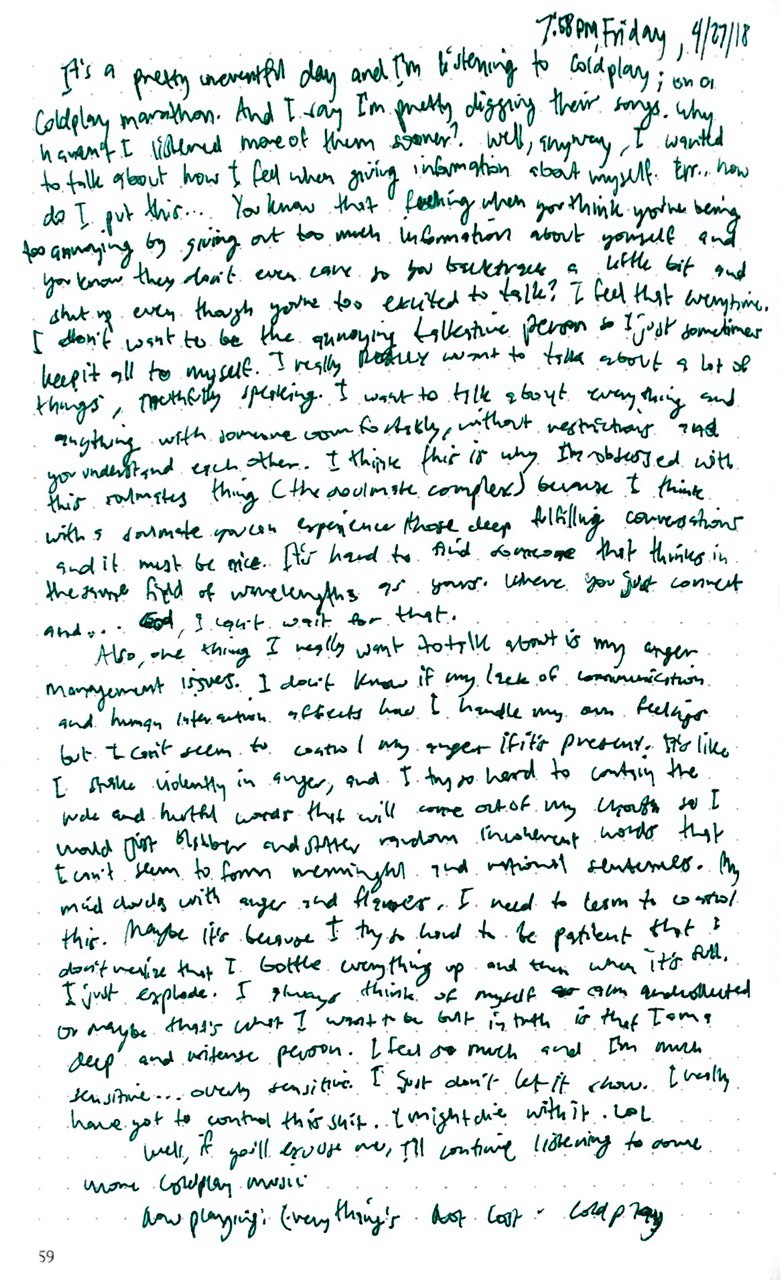 7:58 PM, Friday, 4/27/18
It's a pretty uneventful day and I'm listening to Coldplay; on a
Coldplay marathon. And I say I'm pretty digging their songs. Why
haven't I listened more of them sooner? Well, anyway, I wanted
to talk about how I feel when giving information about myself. Err.. how
do I put this... You know that feeling when you think you're being
too annoying by giving out too much information about yourself and
you know they don't even care so you backtrack a little bit and
shut up even though you're too excited to talk? I feel that everytime.
I don't want to be the annoying talkative person so I just sometimes
keep it all to myself. I really REALLY want to talk about a lot of
things, truthfully speaking. I want to talk about everything and
anything with someone comfortably, without restrictions and
you understand each other. I think this is why I'm obsessed with
this soulmates thing (the soulmate complex) because I think
with a soulmate you can experience those deep fulfilling conversations
and it must be nice. It's hard to find someone that thinks in
the same field of wavelengths as yours. Where you just connect
and... God, I can't wait for that.
Also, one thing I really want to talk about is my anger
management issues. I don't know if my lack of communication
and human interaction affects how I handle my own feelings
but I can't seem to control my anger if it's present. It's like
I strike violently in anger, and I try so hard to contain the
rude and hurtful words that will come out of my mouth so I
would just blabber and stutter random incoherent words that
I can't seem to form meaningful and rational sentences. My
mind clouds with anger and flames. I need to learn to control
this. Maybe it's because I try so hard to be patient that I
don't realize that I bottle everything up and then when it's full,
I just explode. I always think of myself as calm and collected
or maybe that's what I want to be but in truth is that I am a
deep and intense person. I feel so much and I'm much
sensitive... overly sensitive. I just don't let it show. I really
have got to control this shit. I might die with it. LOL
Well, if you'll excuse me, I'll continue listening to some
more Coldplay music
Now playing: Everything's Not Lost - Coldplay
59